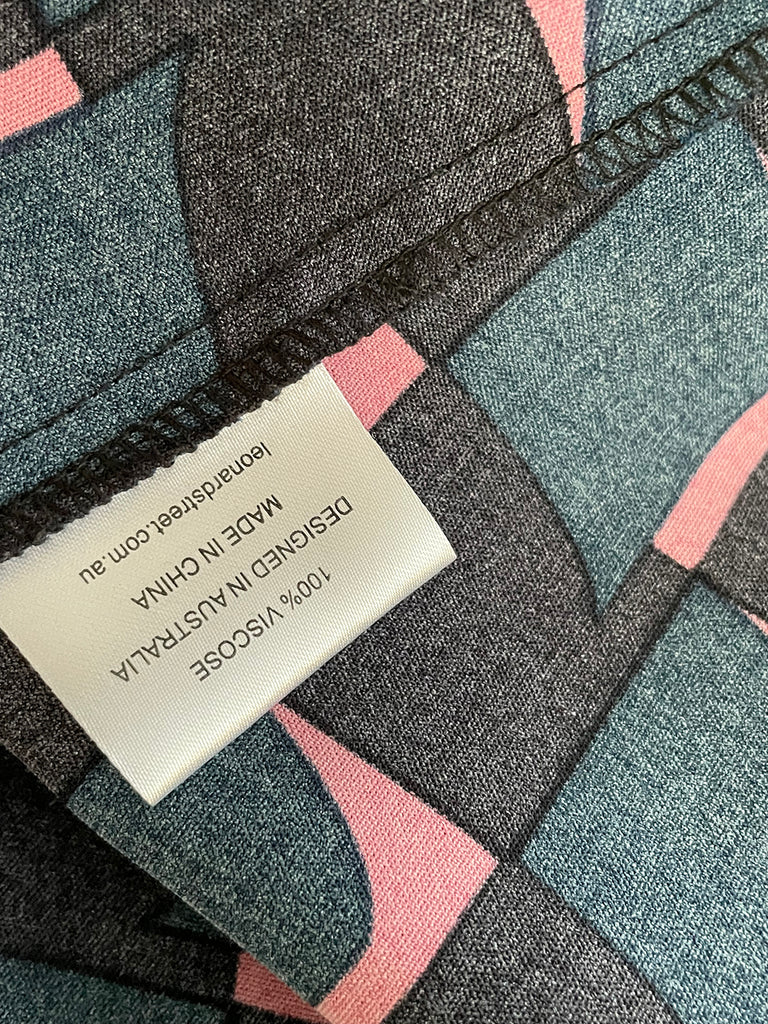 100% VISCOSE
DESIGNED IN AUSTRALIA
MADE IN CHINA
leonardstreet.com.au